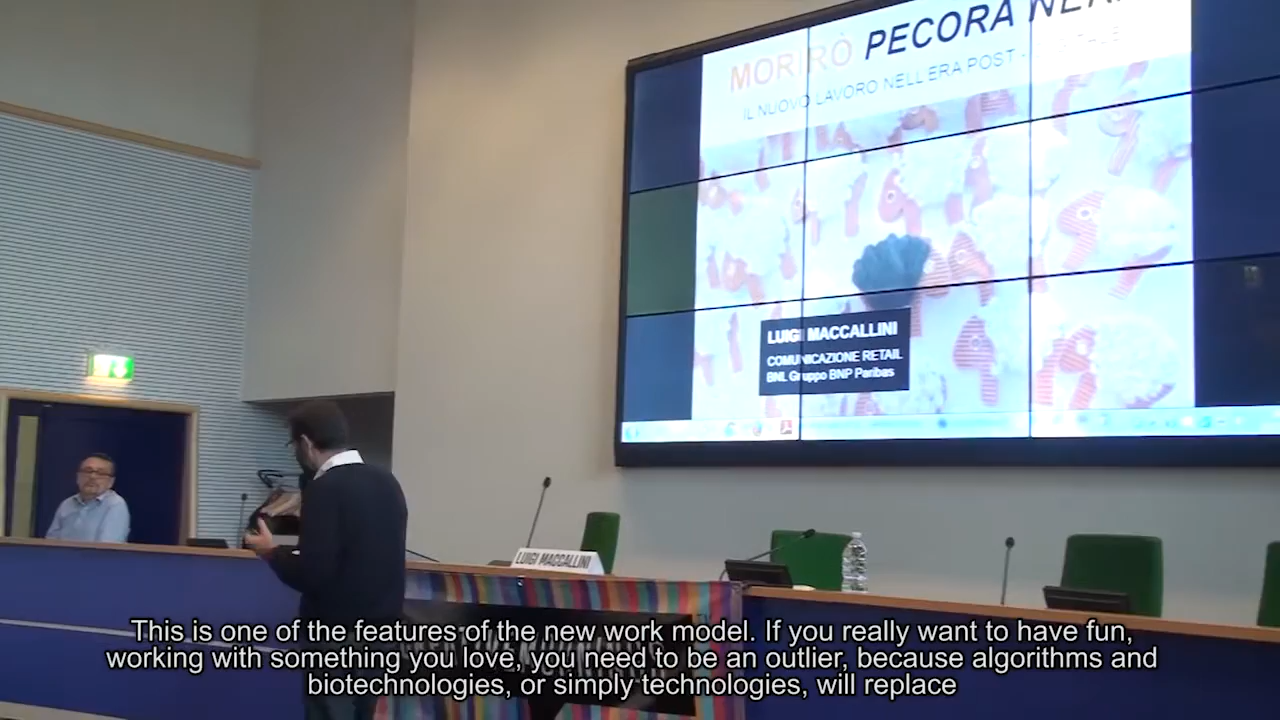 MORIRÒ PECORA NERA
IL NUOVO LAVORO NELL'ERA POST -
LUIGI MACCALLINI
COMUNICAZIONE RETAIL
BNL Gruppo BNP Paribas
LUIGI MACCALLINI
This is one of the features of the new work model. If you really want to have fun,
working with something you love, you need to be an outlier, because algorithms and
biotechnologies, or simply technologies, will replace